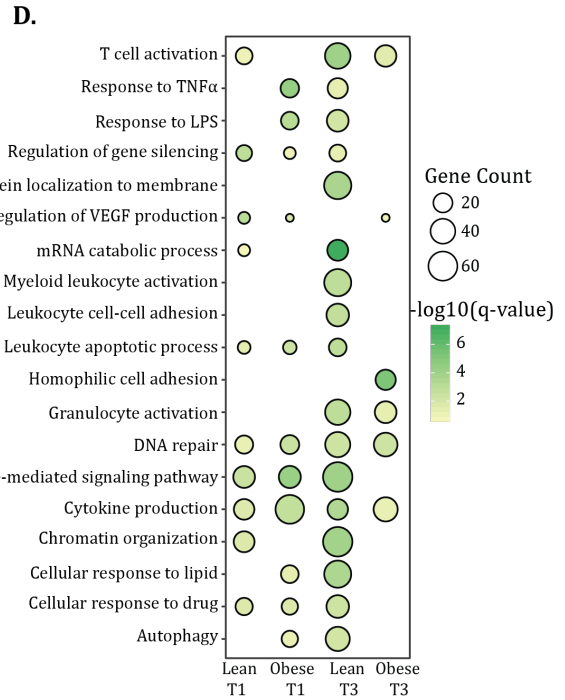 D.
T cell activation
Response to TNFα
Response to LPS
Regulation of gene silencing
ein localization to membrane
egulation of VEGF production
mRNA catabolic process
Myeloid leukocyte activation
Leukocyte cell-cell adhesion
Leukocyte apoptotic process
Homophilic cell adhesion
Granulocyte activation
DNA repair
-mediated signaling pathway
Cytokine production
Chromatin organization
Cellular response to lipid
Cellular response to drug
Autophagy
Lean Obese Lean Obese
T1 T1 T3 T3
Gene Count
20
40
60
-log10(q-value)
6
4
2